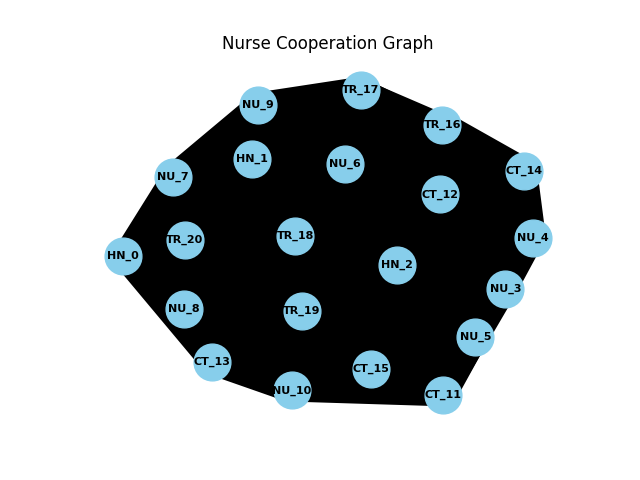 Nurse Cooperation Graph
TR_17
NU_9
TR_16
HN_1
NU_6
CT_14
NU_7
CT_12
TR_18
NU_4
TR_20
HN_0
HN_2
NU_3
NU_8
TR_19
NU_5
CT_13
CT_15
NU_10
CT_11